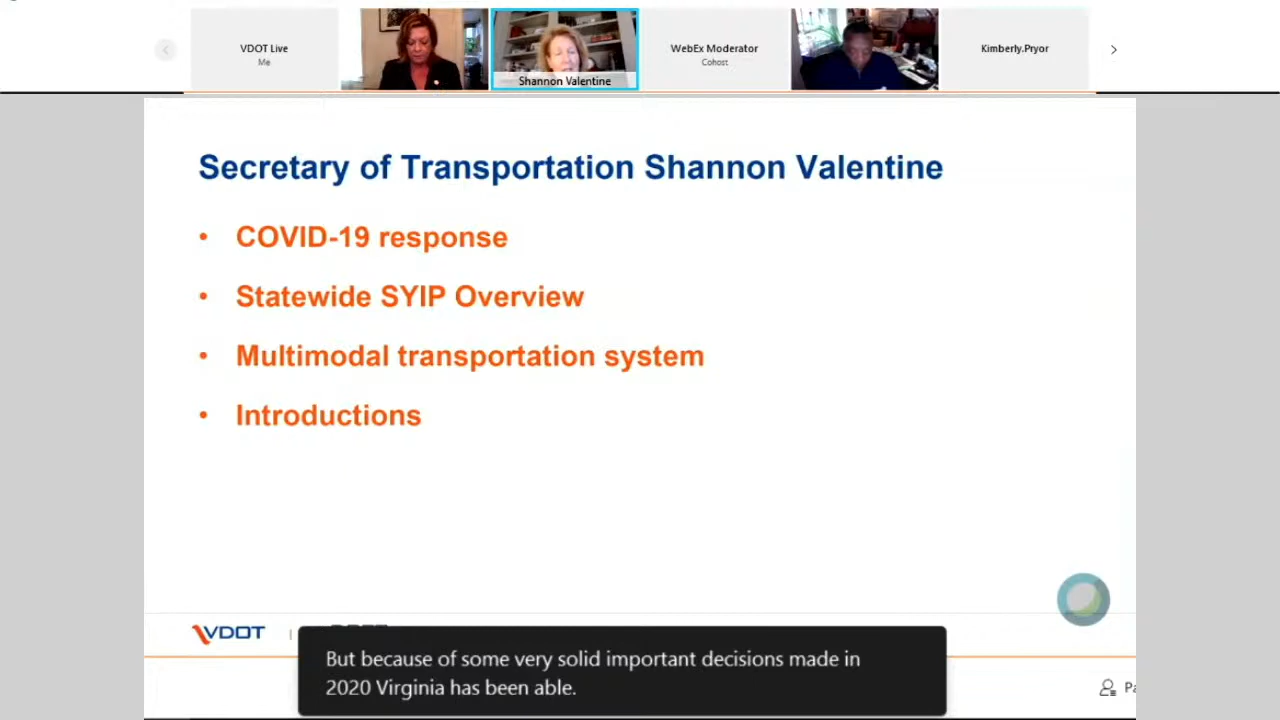 VDOT Live
Me
Shannon Valentine
WebEx Moderator
Cohost
Kimberly.Pryor
Secretary of Transportation Shannon Valentine
• COVID-19 response
• Statewide SYIP Overview
• Multimodal transportation system
• Introductions
VDOT
But because of some very solid important decisions made in
2020 Virginia has been able.